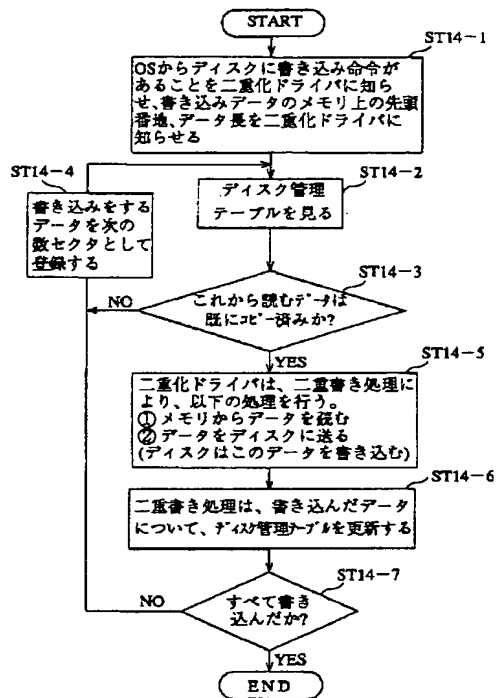 START
ST14-1
OSからディスクに書き込み命令が
あることを二重化ドライバに知ら
せ、書き込みデータのメモリ上の先頭
番地、データ長を二重化ドライバに
知らせる
ST14-4
書き込みをする
データを次の
数セクタとして
登録する
ST14-2
ディスク管理
テーブルを見る
ST14-3
これから読むデータは
既にコピー済みか?
NO
YES
ST14-5
二重化ドライバは、二重書き処理に
より、以下の処理を行う。
① メモリからデータを読む
② データをディスクに送る
(ディスクはこのデータを書き込む)
ST14-6
二重書き処理は、書き込んだデータ
について、ディスク管理テーブルを更新する
ST14-7
すべて書き
込んだか?
NO
YES
END